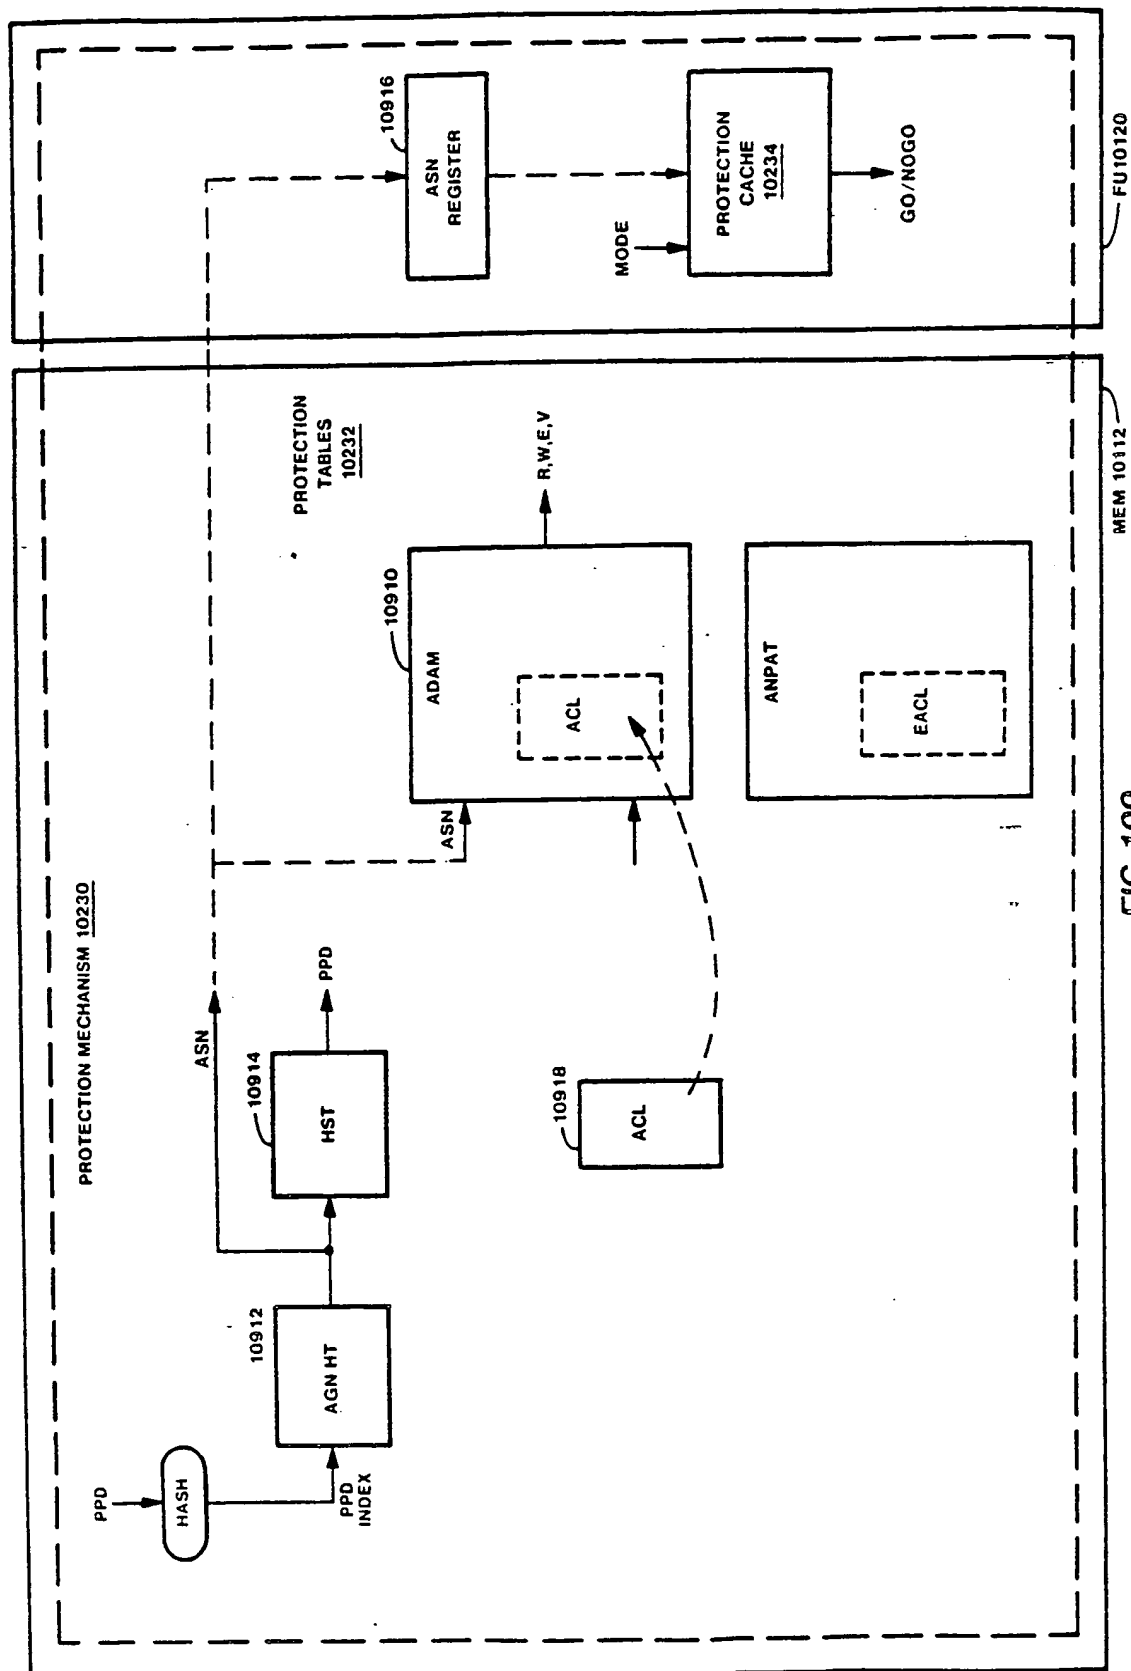 PROTECTION MECHANISM 10230
PPD
HASH
PPD
INDEX
AGN HT
10912
ASN
10914
HST
PPD
10918
ACL
ASN
ADAM
10910
ACL
R,W,E,V
PROTECTION
TABLES
10232
ANPAT
EACL
MEM 10112
10916
ASN
REGISTER
MODE
PROTECTION
CACHE
10234
GO/NOGO
FU10120